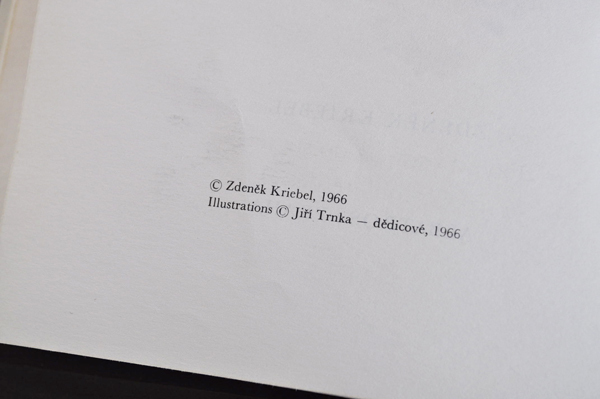 © Zdeněk Kriebel, 1966
Illustrations © Jiří Trnka — dědicové, 1966